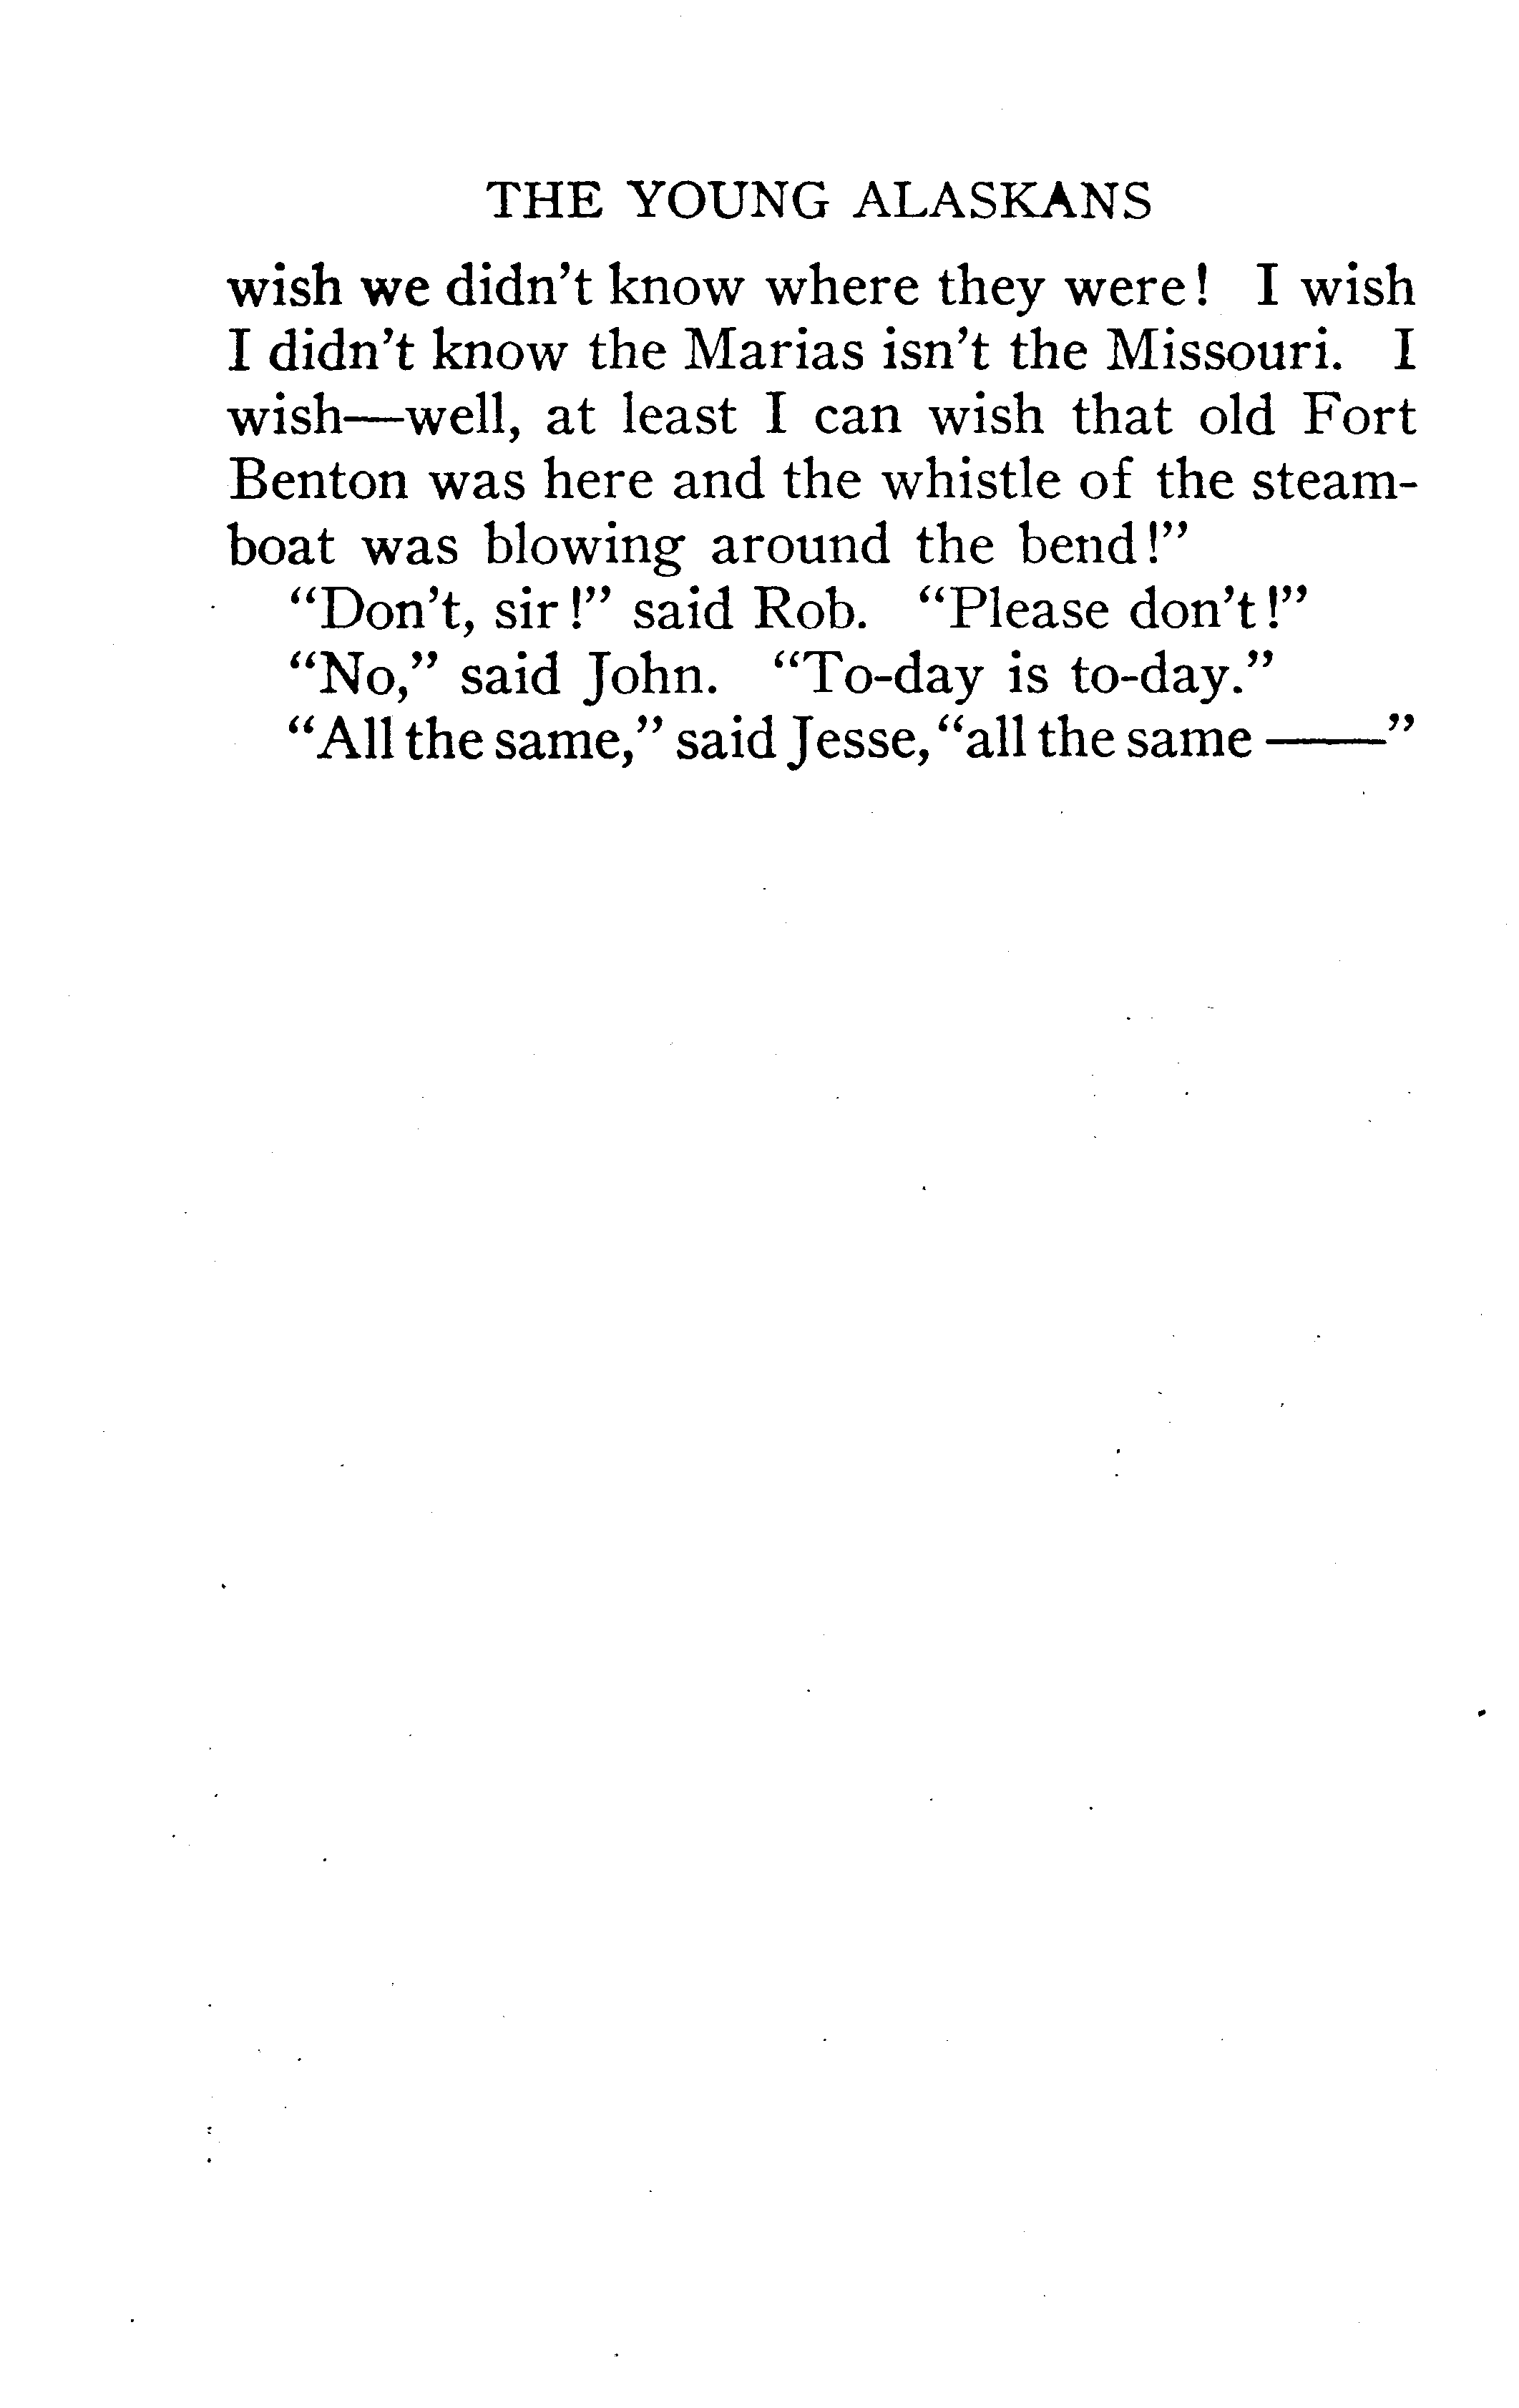 THE YOUNG ALASKANS
wish we didn't know where they were! I wish
I didn't know the Marias isn't the Missouri. I
wish—well, at least I can wish that old Fort
Benton was here and the whistle of the steam-
boat was blowing around the bend!”
“Don't, sir!” said Rob. “Please don't!”
“No,” said John. “To-day is to-day.”
“All the same,” said Jesse, “all the same ——”